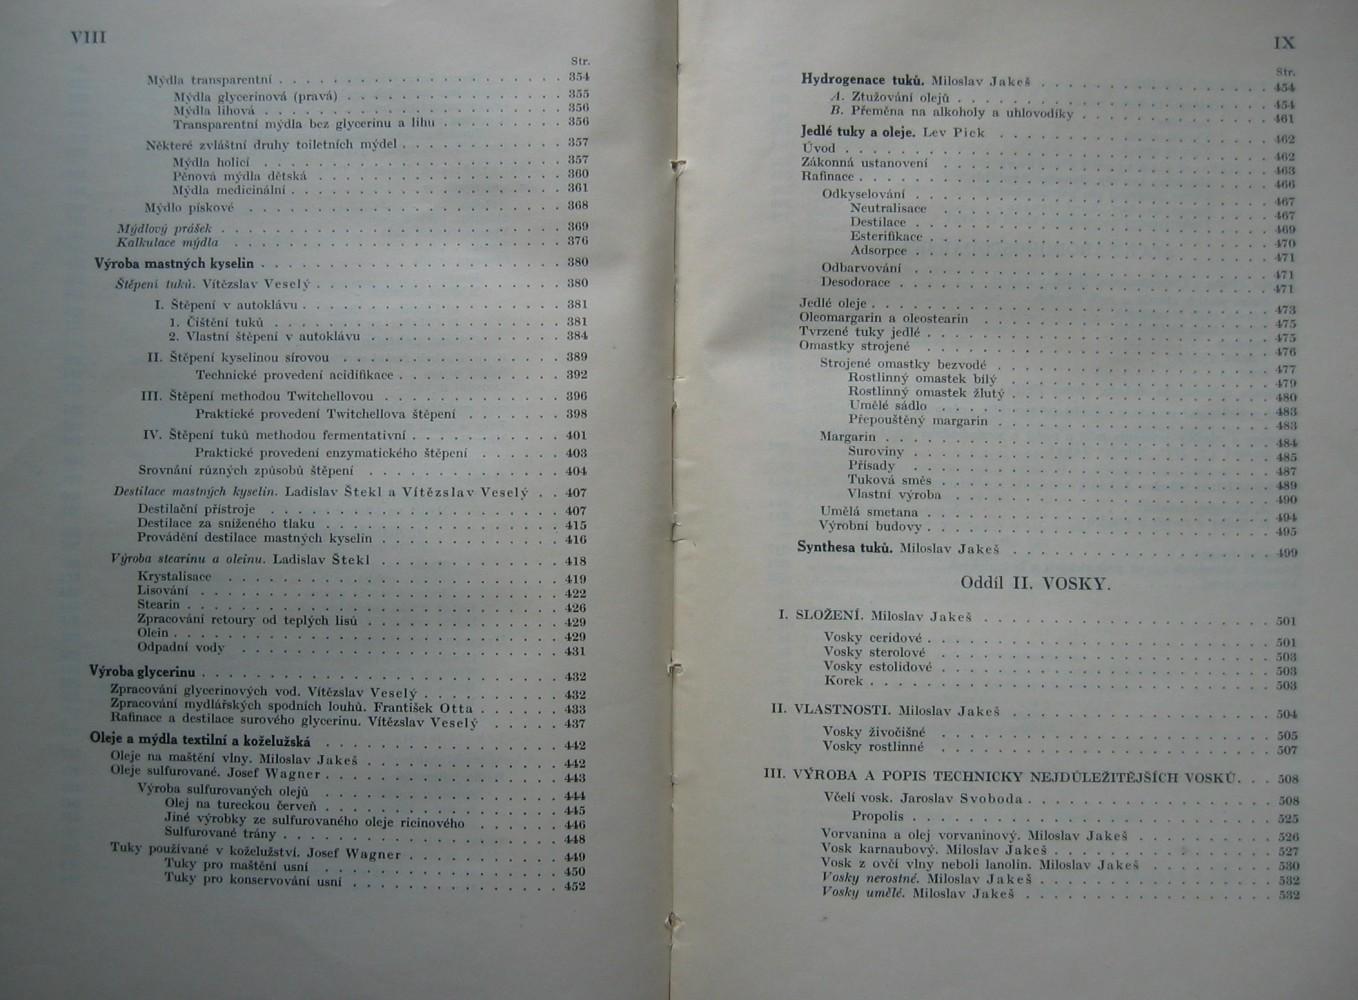 VIII
Str.
Mýdla transparentní . . . 354
Mýdla glycerinová (pravá) . . . 355
Mýdla lihová . . . 356
Transparentní mýdla bez glycerinu a lihu . . . 356
Některé zvláštní druhy toiletních mýdel . . . 357
Mýdla holicí . . . 357
Pěnová mýdla dětská . . . 360
Mýdla medicinální . . . 361
Mýdlo pískové . . . 368
Mýdlový prášek . . . 369
Kalkulace mýdla . . . 376
Výroba mastných kyselin . . . 380
Štěpení tuků. Vítězslav Veselý . . . 380
I. Štěpení v autoklávu . . . 381
1. Čištění tuků . . . 381
2. Vlastní štěpení v autoklávu . . . 384
II. Štěpení kyselinou sírovou . . . 389
Technické provedení acidifikace . . . 392
III. Štěpení methodou Twitchellovou . . . 396
Praktické provedení Twitchellova štěpení . . . 398
IV. Štěpení tuků methodou fermentativní . . . 401
Praktické provedení enzymatického štěpení . . . 403
Srovnání různých způsobů štěpení . . . 404
Destilace mastných kyselin. Ladislav Štekl a Vítězslav Veselý . . 407
Destilační přístroje . . . 407
Destilace za sníženého tlaku . . . 415
Provádění destilace mastných kyselin . . . 416
Výroba stearinu a oleinu. Ladislav Štekl . . . 418
Krystalisace . . . 419
Lisování . . . 422
Stearin . . . 426
Zpracování retoury od teplých lisů . . . 429
Olein . . . 429
Odpadní vody . . . 431
Výroba glycerinu . . . 432
Zpracování glycerinových vod. Vítězslav Veselý . . . 432
Zpracování mydlářských spodních louhů. František Otta . . . 433
Rafinace a destilace surového glycerinu. Vítězslav Veselý . . . 437
Oleje a mýdla textilní a koželužská . . . 442
Oleje na maštění vlny. Miloslav Jakeš . . . 442
Oleje sulfurované. Josef Wagner . . . 443
Výroba sulfurovaných olejů . . . 444
Olej na tureckou červeň . . . 445
Jiné výrobky ze sulfurovaného oleje ricinového . . . 446
Sulfurované trány . . . 448
Tuky používané v koželužství. Josef Wagner . . . 449
Tuky pro maštění usní . . . 450
Tuky pro konservování usní . . . 452
IX
Str.
Hydrogenace tuků. Miloslav Jakeš . . . 454
A. Ztužování olejů . . . 454
B. Přeměna na alkoholy a uhlovodíky . . . 461
Jedlé tuky a oleje. Lev Pick . . . 462
Úvod . . . 462
Zákonná ustanovení . . . 463
Rafinace . . . 466
Odkyselování . . . 467
Neutralisace . . . 467
Destilace . . . 469
Esterifikace . . . 470
Adsorpce . . . 471
Odbarvování . . . 471
Desodorace . . . 471
Jedlé oleje . . . 473
Oleomargarin a oleostearin . . . 475
Tvrzené tuky jedlé . . . 475
Omastky strojené . . . 476
Strojené omastky bezvodé . . . 477
Rostlinný omastek bílý . . . 479
Rostlinný omastek žlutý . . . 480
Umělé sádlo . . . 483
Přepouštěný margarin . . . 483
Margarin . . . 484
Suroviny . . . 485
Přísady . . . 487
Tuková směs . . . 489
Vlastní výroba . . . 490
Umělá smetana . . . 494
Výrobní budovy . . . 495
Synthesa tuků. Miloslav Jakeš . . . 499
Oddíl II. VOSKY.
I. SLOŽENÍ. Miloslav Jakeš . . . 501
Vosky ceridové . . . 501
Vosky sterolové . . . 503
Vosky estolidové . . . 503
Korek . . . 503
II. VLASTNOSTI. Miloslav Jakeš . . . 504
Vosky živočišné . . . 505
Vosky rostlinné . . . 507
III. VÝROBA A POPIS TECHNICKY NEJDŮLEŽITĚJŠÍCH VOSKŮ. . . 508
Včelí vosk. Jaroslav Svoboda . . . 508
Propolis . . . 525
Vorvanina a olej vorvaninový. Miloslav Jakeš . . . 526
Vosk karnaubový. Miloslav Jakeš . . . 527
Vosk z ovčí vlny neboli lanolin. Miloslav Jakeš . . . 530
Vosky nerostné. Miloslav Jakeš . . . 532
Vosky umělé. Miloslav Jakeš . . . 532